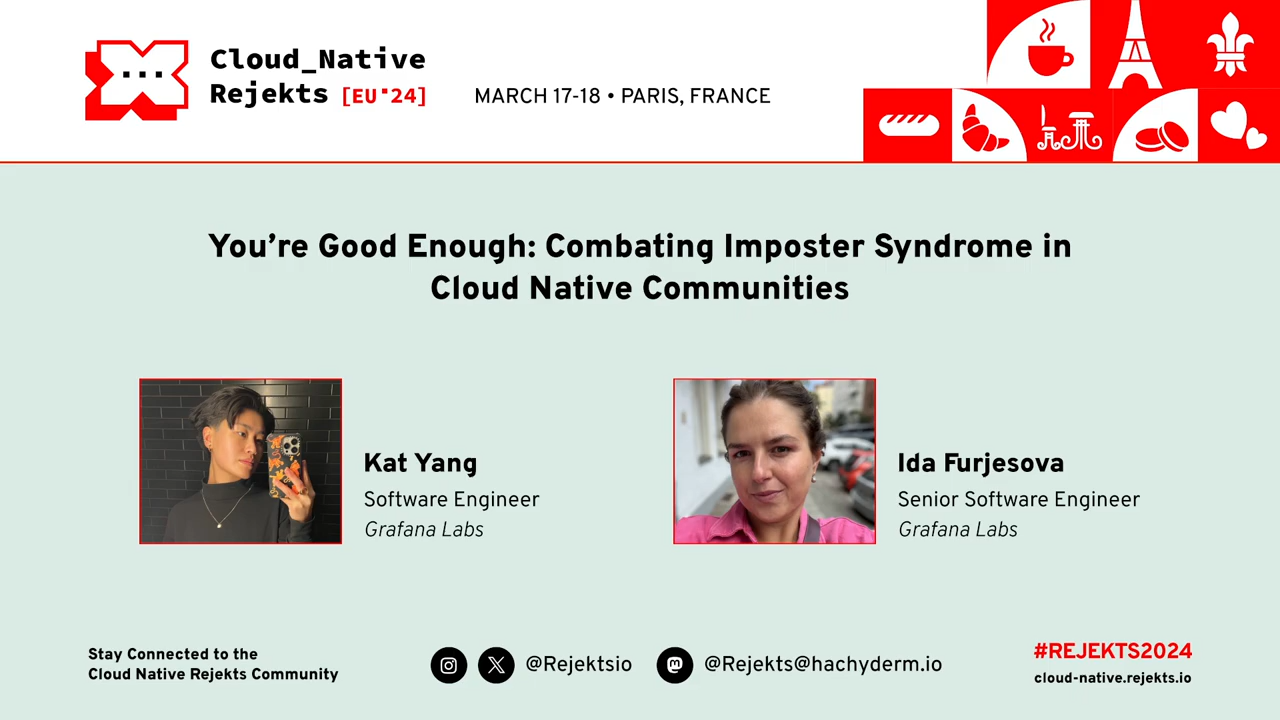 Cloud_Native
Rejekts [EU'24]
MARCH 17-18 • PARIS, FRANCE
You're Good Enough: Combating Imposter Syndrome in
Cloud Native Communities
Kat Yang
Software Engineer
Grafana Labs
Ida Furjesova
Senior Software Engineer
Grafana Labs
Stay Connected to the
Cloud Native Rejekts Community
@Rejektsio
@Rejekts@hachyderm.io
#REJEKTS2024
cloud-native.rejekts.io